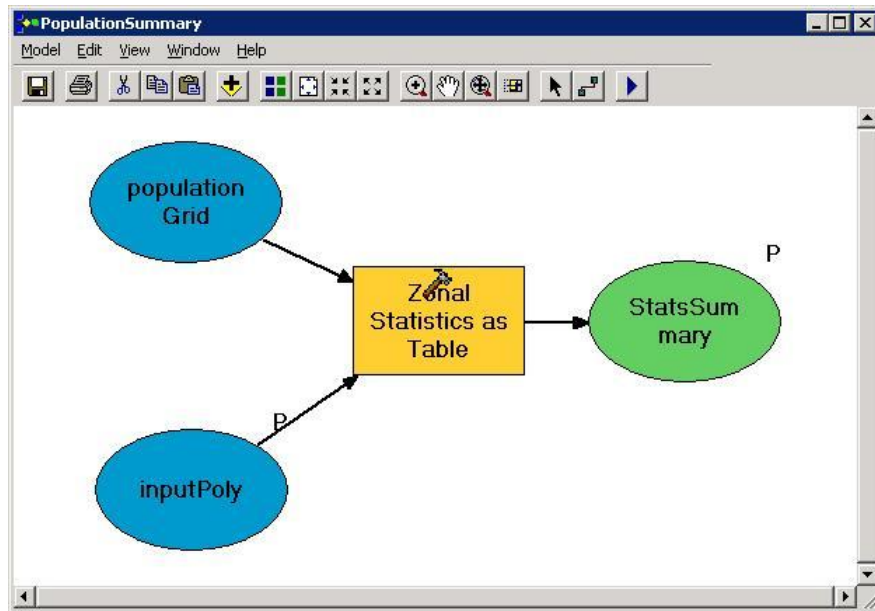 PopulationSummary
Model Edit View Window Help
population
Grid
P
Zonal
Statistics as
Table
StatsSum
mary
P
inputPoly